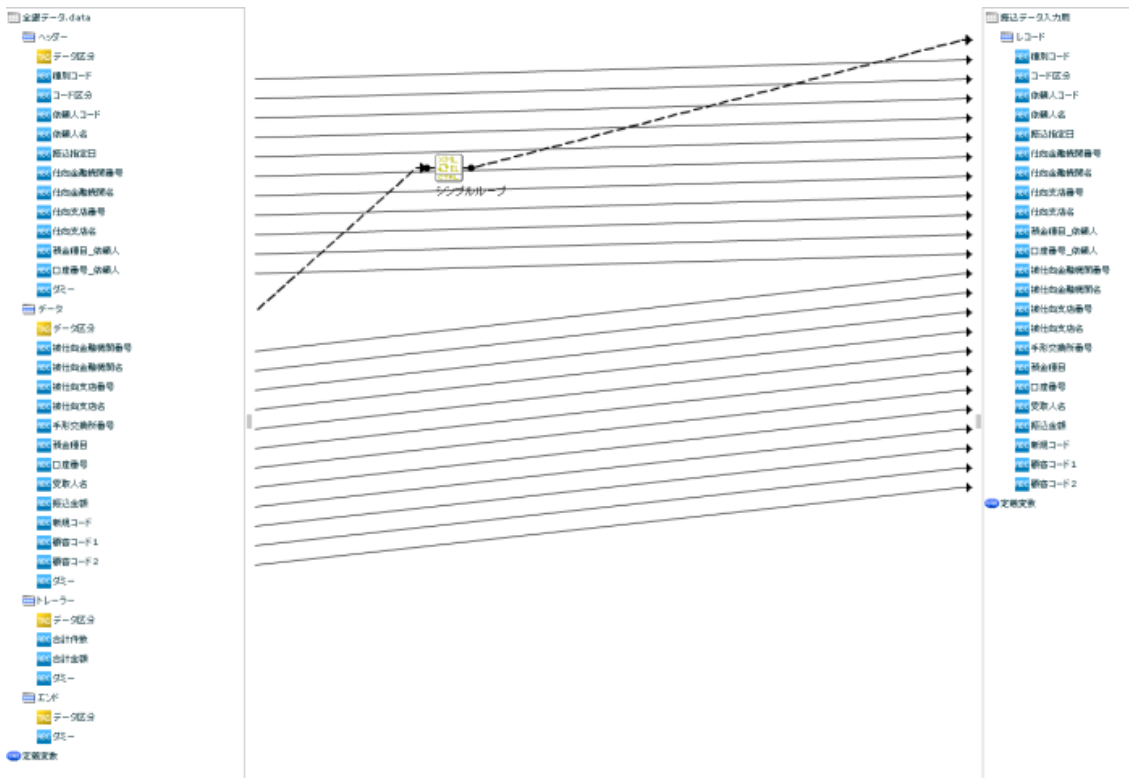 全銀データ.data
ヘッダー
データ区分
種別コード
コード区分
依頼人コード
依頼人名
振込指定日
仕向金融機関番号
仕向金融機関名
仕向支店番号
仕向支店名
預金種目_依頼人
口座番号_依頼人
ダミー
データ
データ区分
被仕向金融機関番号
被仕向金融機関名
被仕向支店番号
被仕向支店名
手形交換所番号
預金種目
口座番号
受取人名
振込金額
新規コード
顧客コード1
顧客コード2
ダミー
トレーラー
データ区分
合計件数
合計金額
ダミー
エンド
データ区分
ダミー
定義変数
シンプルループ
振込データ入力用
レコード
種別コード
コード区分
依頼人コード
依頼人名
振込指定日
仕向金融機関番号
仕向金融機関名
仕向支店番号
仕向支店名
預金種目_依頼人
口座番号_依頼人
被仕向金融機関番号
被仕向金融機関名
被仕向支店番号
被仕向支店名
手形交換所番号
預金種目
口座番号
受取人名
振込金額
新規コード
顧客コード1
顧客コード2
定義変数